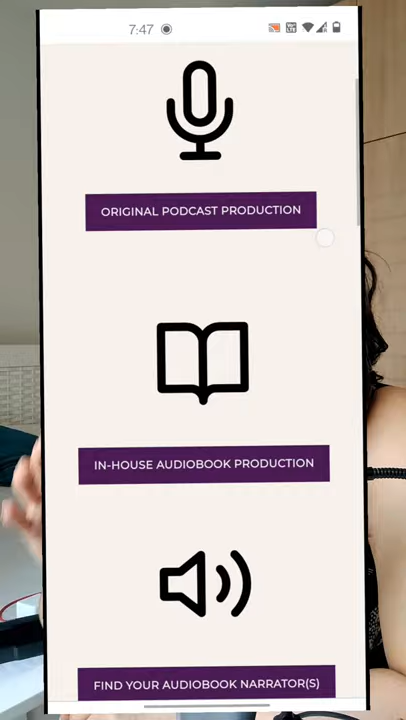 7:47
ORIGINAL PODCAST PRODUCTION
IN-HOUSE AUDIOBOOK PRODUCTION
FIND YOUR AUDIOBOOK NARRATOR(S)